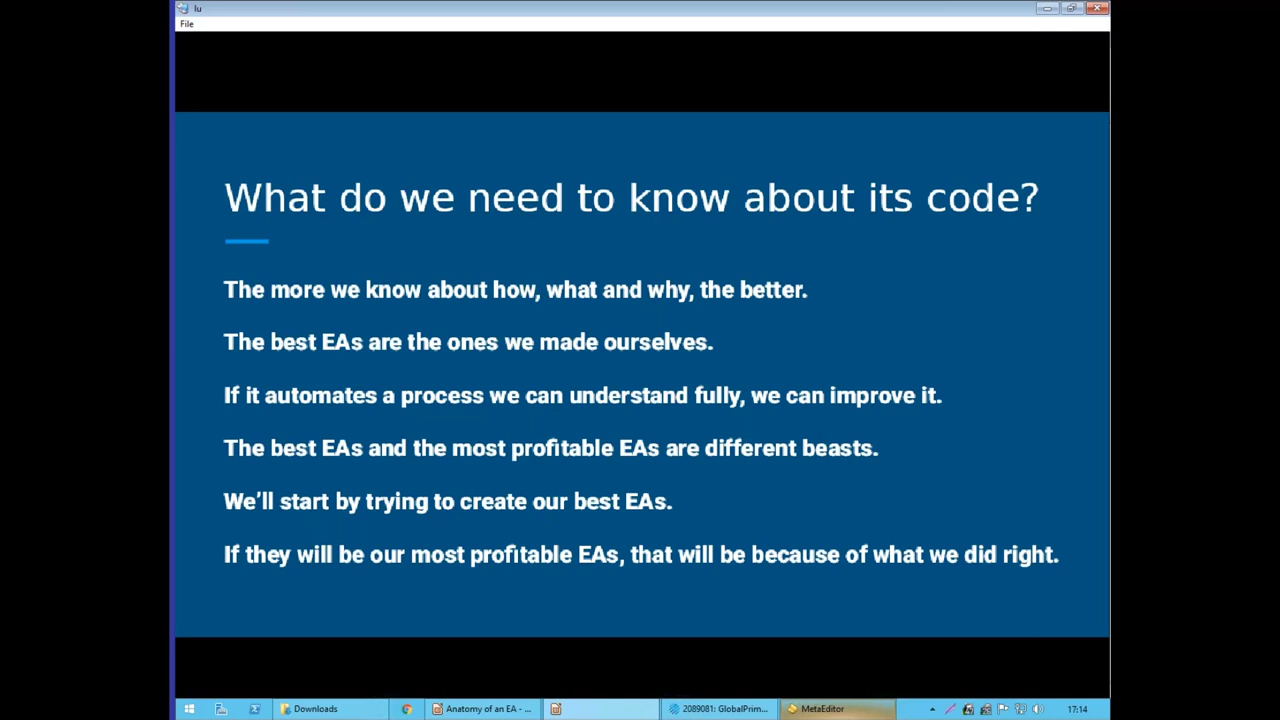 lu
File
What do we need to know about its code?
The more we know about how, what and why, the better.
The best EAs are the ones we made ourselves.
If it automates a process we can understand fully, we can improve it.
The best EAs and the most profitable EAs are different beasts.
We’ll start by trying to create our best EAs.
If they will be our most profitable EAs, that will be because of what we did right.
Downloads
Anatomy of an EA - ...
2089081: GlobalPrim...
MetaEditor
17:14